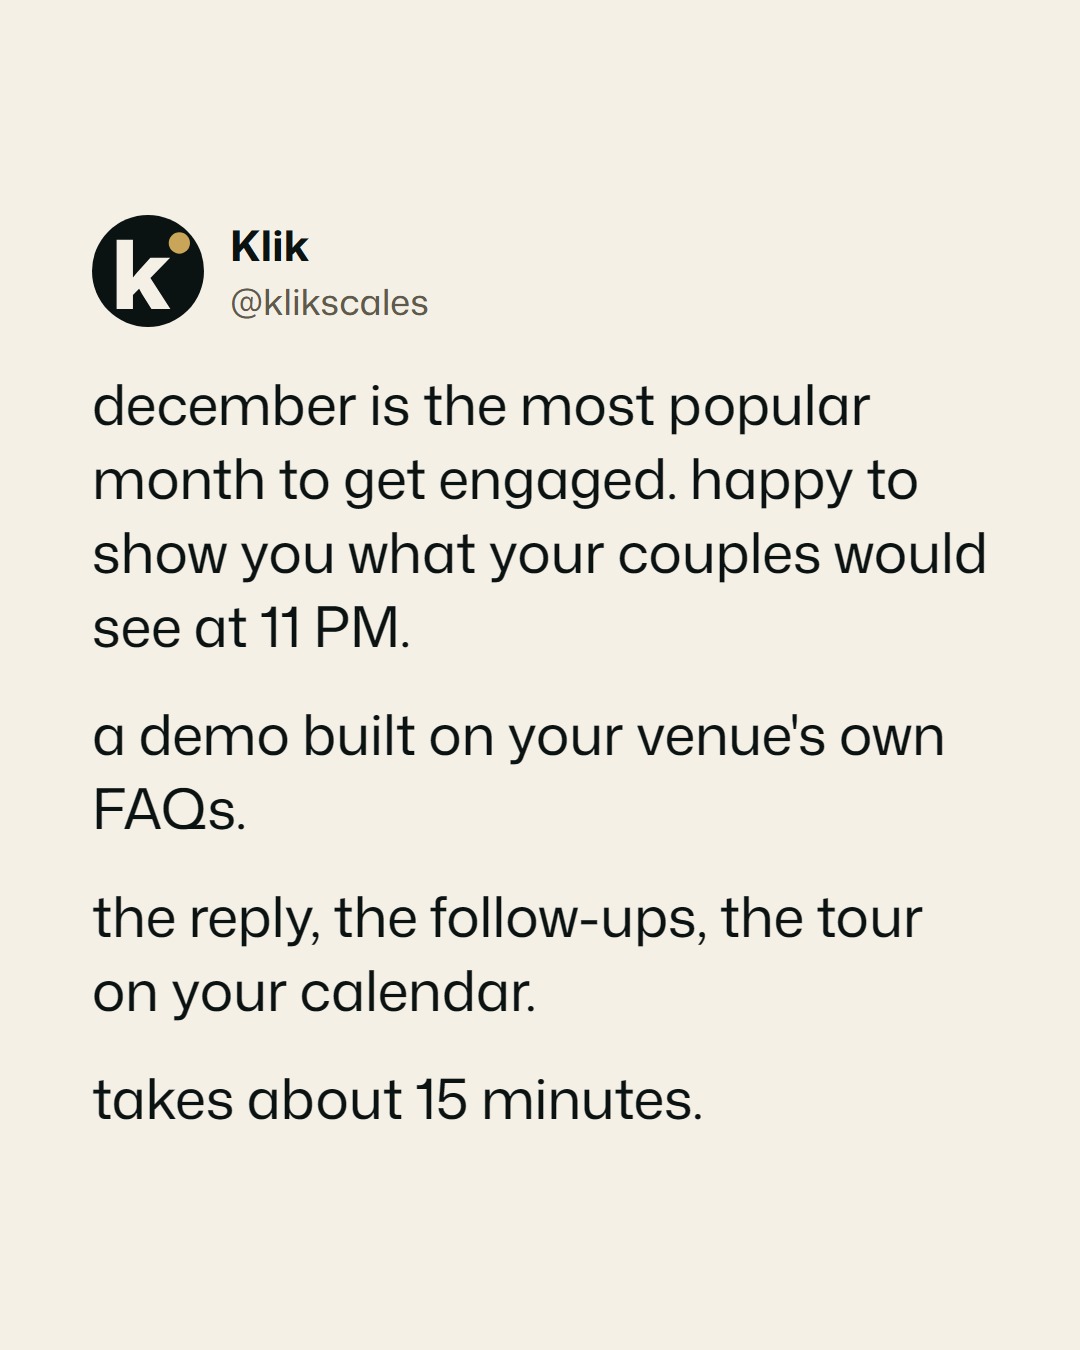 k
Klik
@klikscales
december is the most popular
month to get engaged. happy to
show you what your couples would
see at 11 PM.
a demo built on your venue's own
FAQs.
the reply, the follow-ups, the tour
on your calendar.
takes about 15 minutes.